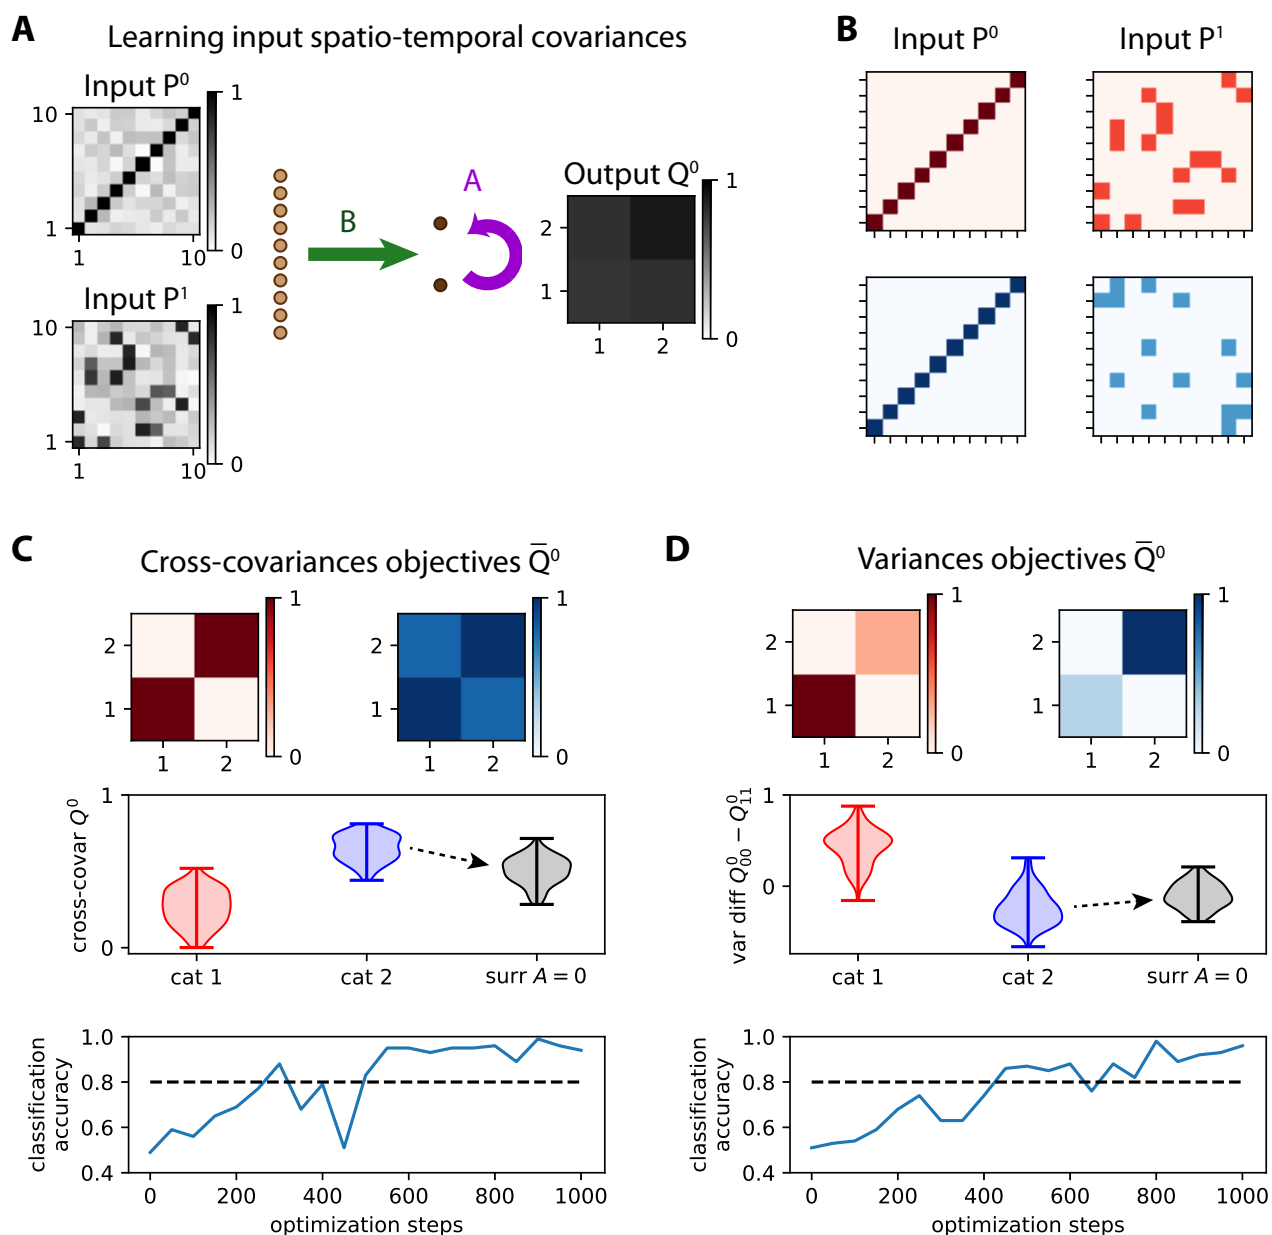 A
Learning input spatio-temporal covariances
Input P⁰
10
1
1 10
1
0
Input P¹
10
1
1 10
1
0
B
A
Output Q⁰
2
1
1 2
1
0
B
Input P⁰ Input P¹
C
Cross-covariances objectives Q̅⁰
2
1
1 2
1
0
2
1
1 2
1
0
cross-covar Q⁰
1
0
cat 1 cat 2 surr A = 0
classification
accuracy
1.0
0.8
0.6
0.4
0 200 400 600 800 1000
optimization steps
D
Variances objectives Q̅⁰
2
1
1 2
1
0
2
1
1 2
1
0
var diff Q⁰₀₀ − Q⁰₁₁
1
0
cat 1 cat 2 surr A = 0
classification
accuracy
1.0
0.8
0.6
0.4
0 200 400 600 800 1000
optimization steps